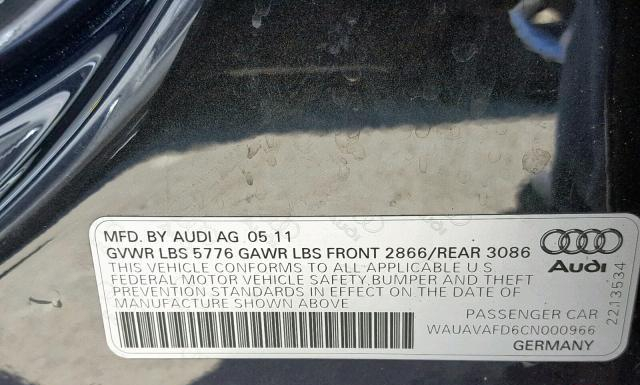 MFD. BY AUDI AG 05 11
GVWR LBS 5776 GAWR LBS FRONT 2866/REAR 3086
THIS VEHICLE CONFORMS TO ALL APPLICABLE U S
FEDERAL MOTOR VEHICLE SAFETY,BUMPER AND THEFT
PREVENTION STANDARDS IN EFFECT ON THE DATE OF
MANUFACTURE SHOWN ABOVE
Audi
2213534
PASSENGER CAR
WAUAVAFD6CN000966
GERMANY